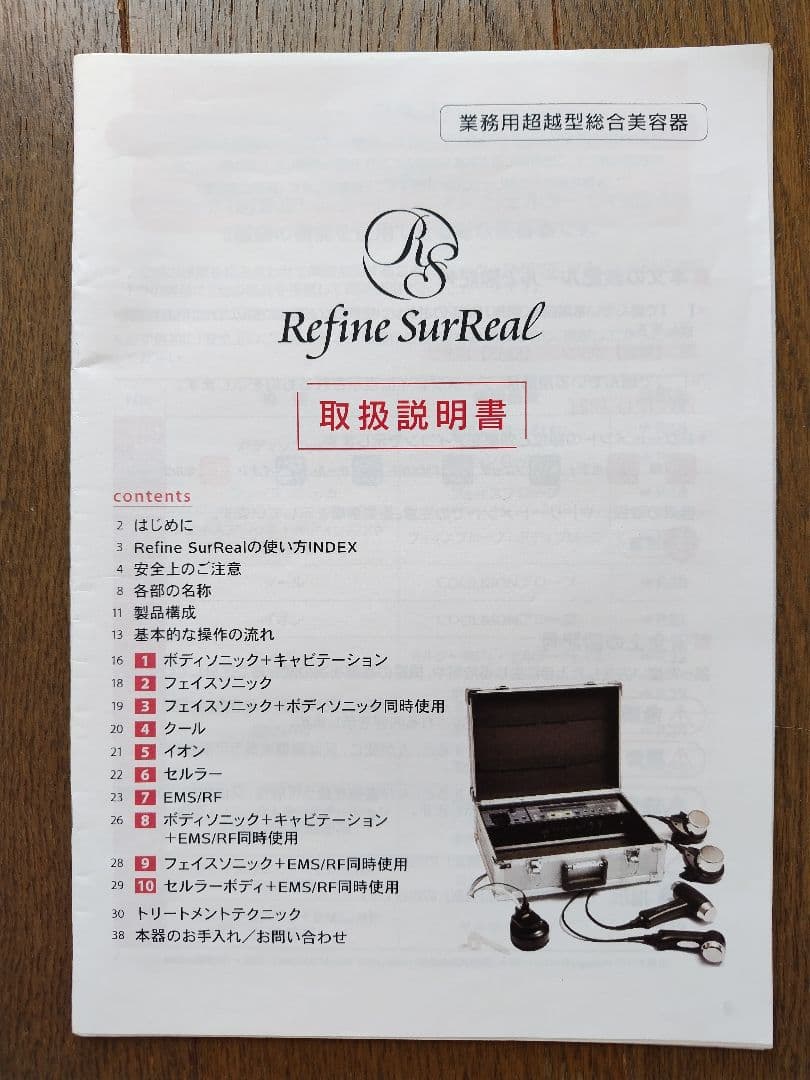 業務用超越型総合美容器
RS
Refine SurReal
取扱説明書
contents
2 はじめに
3 Refine SurRealの使い方INDEX
4 安全上のご注意
8 各部の名称
11 製品構成
13 基本的な操作の流れ
16 1 ボディソニック＋キャビテーション
18 2 フェイスソニック
19 3 フェイスソニック＋ボディソニック同時使用
20 4 クール
21 5 イオン
22 6 セルラー
23 7 EMS/RF
26 8 ボディソニック＋キャビテーション
＋EMS/RF同時使用
28 9 フェイスソニック＋EMS/RF同時使用
29 10 セルラーボディ＋EMS/RF同時使用
30 トリートメントテクニック
38 本器のお手入れ／お問い合わせ